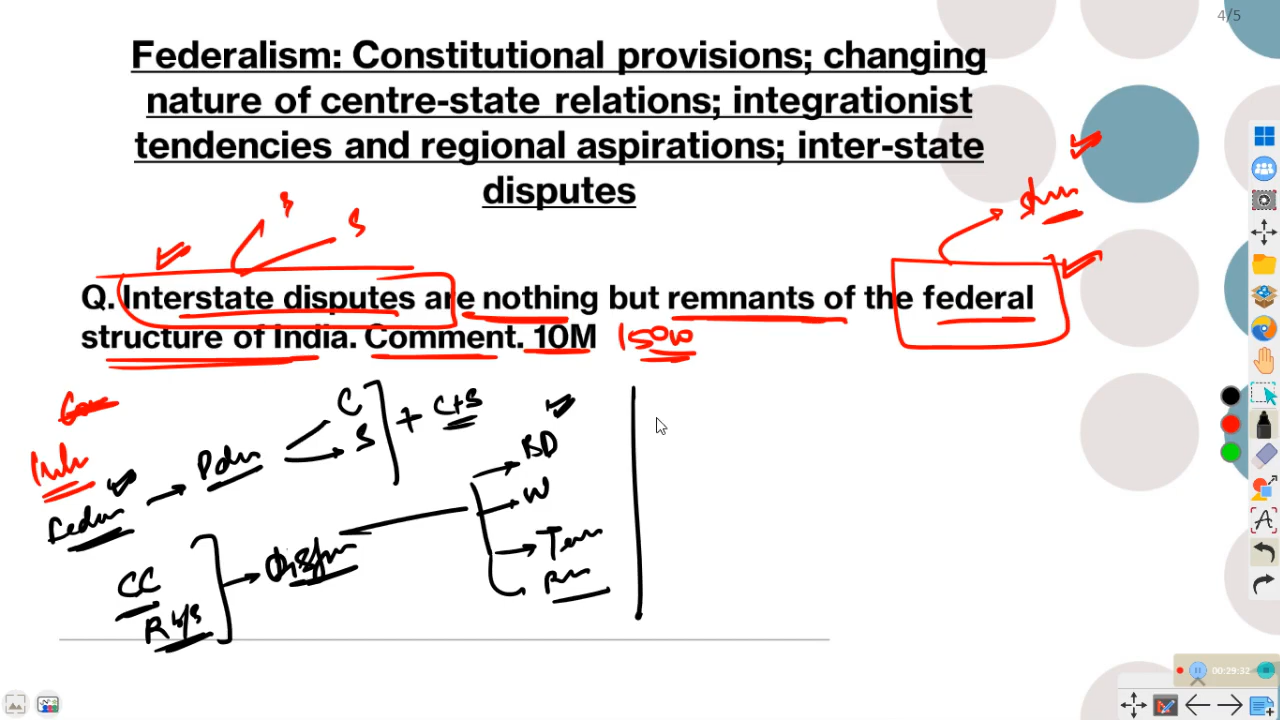 4/5
Federalism: Constitutional provisions; changing
nature of centre-state relations; integrationist
tendencies and regional aspirations; inter-state
disputes
S
S
Q. Interstate disputes are nothing but remnants of the federal
structure of India. Comment. 10M 150w
C
S
+ C+S
BD
W
CC
00:29:32